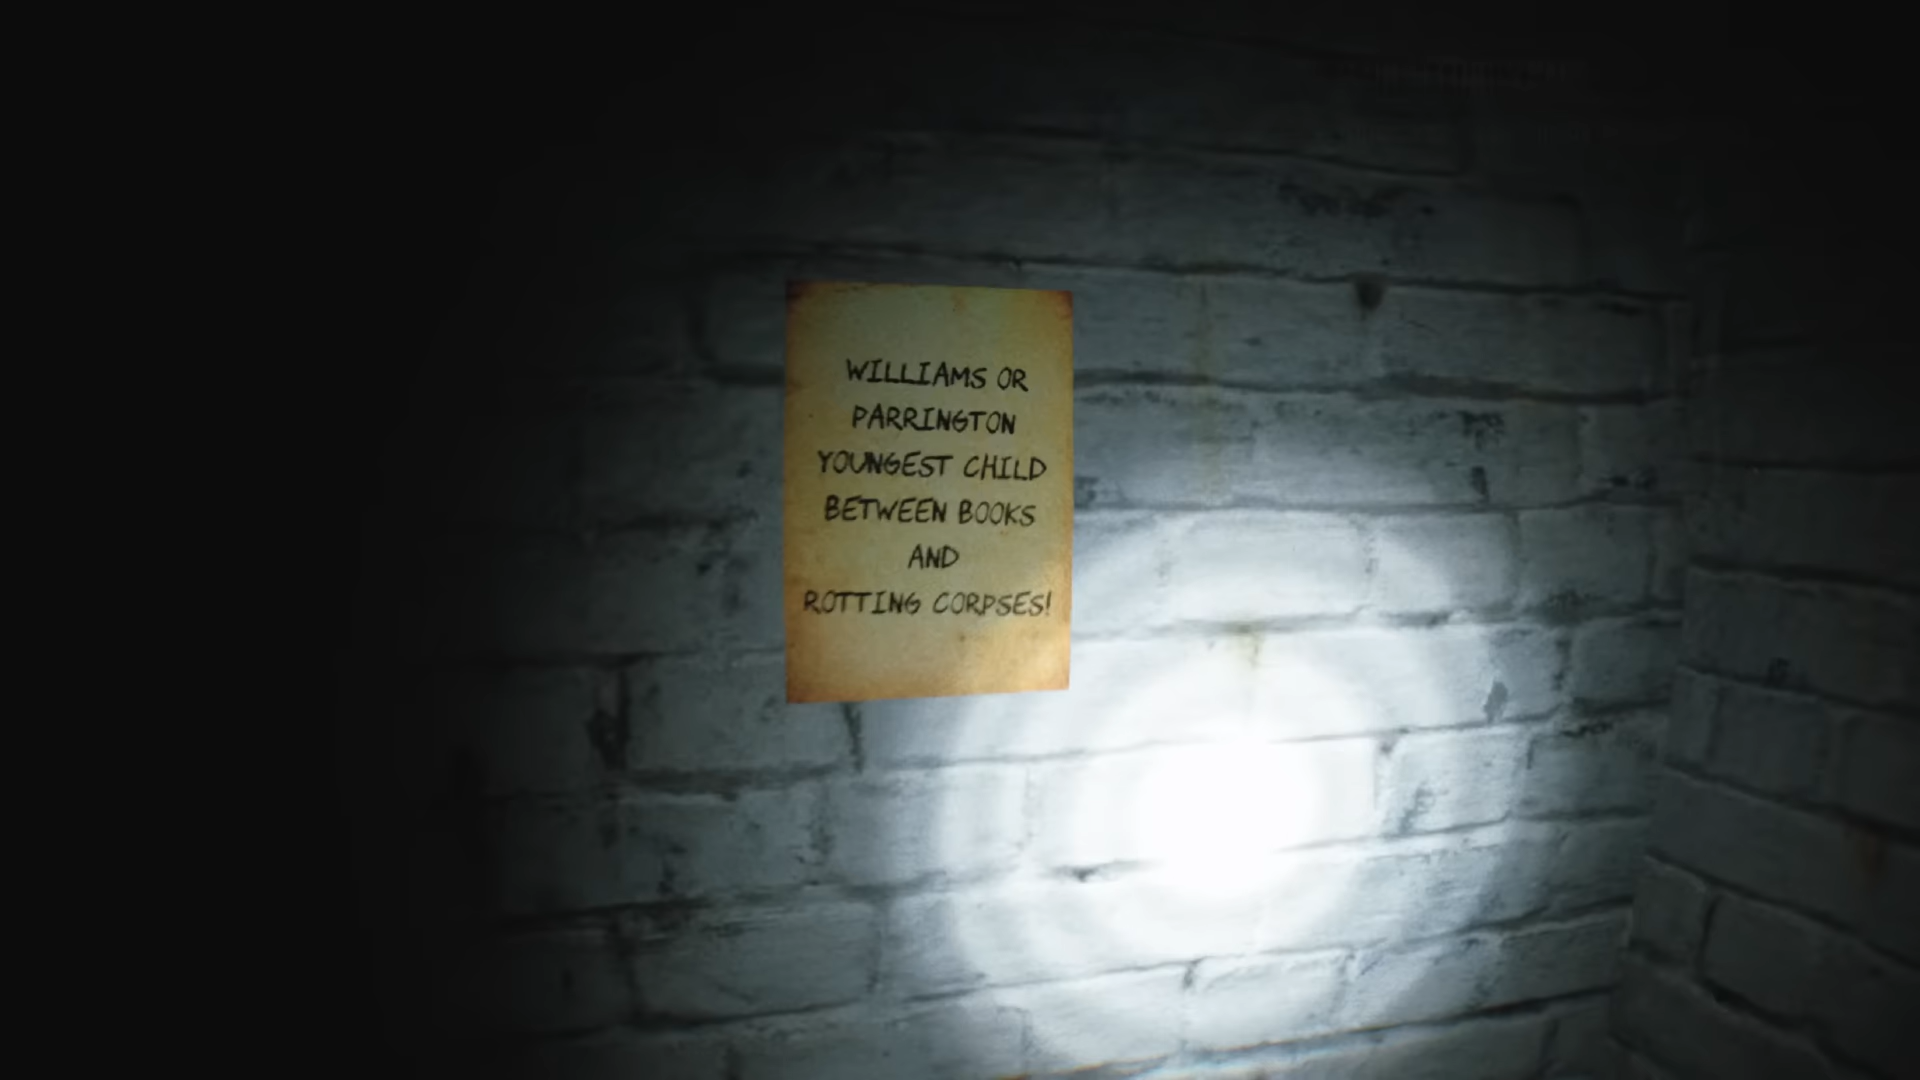 WILLIAMS OR
PARRINGTON
YOUNGEST CHILD
BETWEEN BOOKS
AND
ROTTING CORPSES!